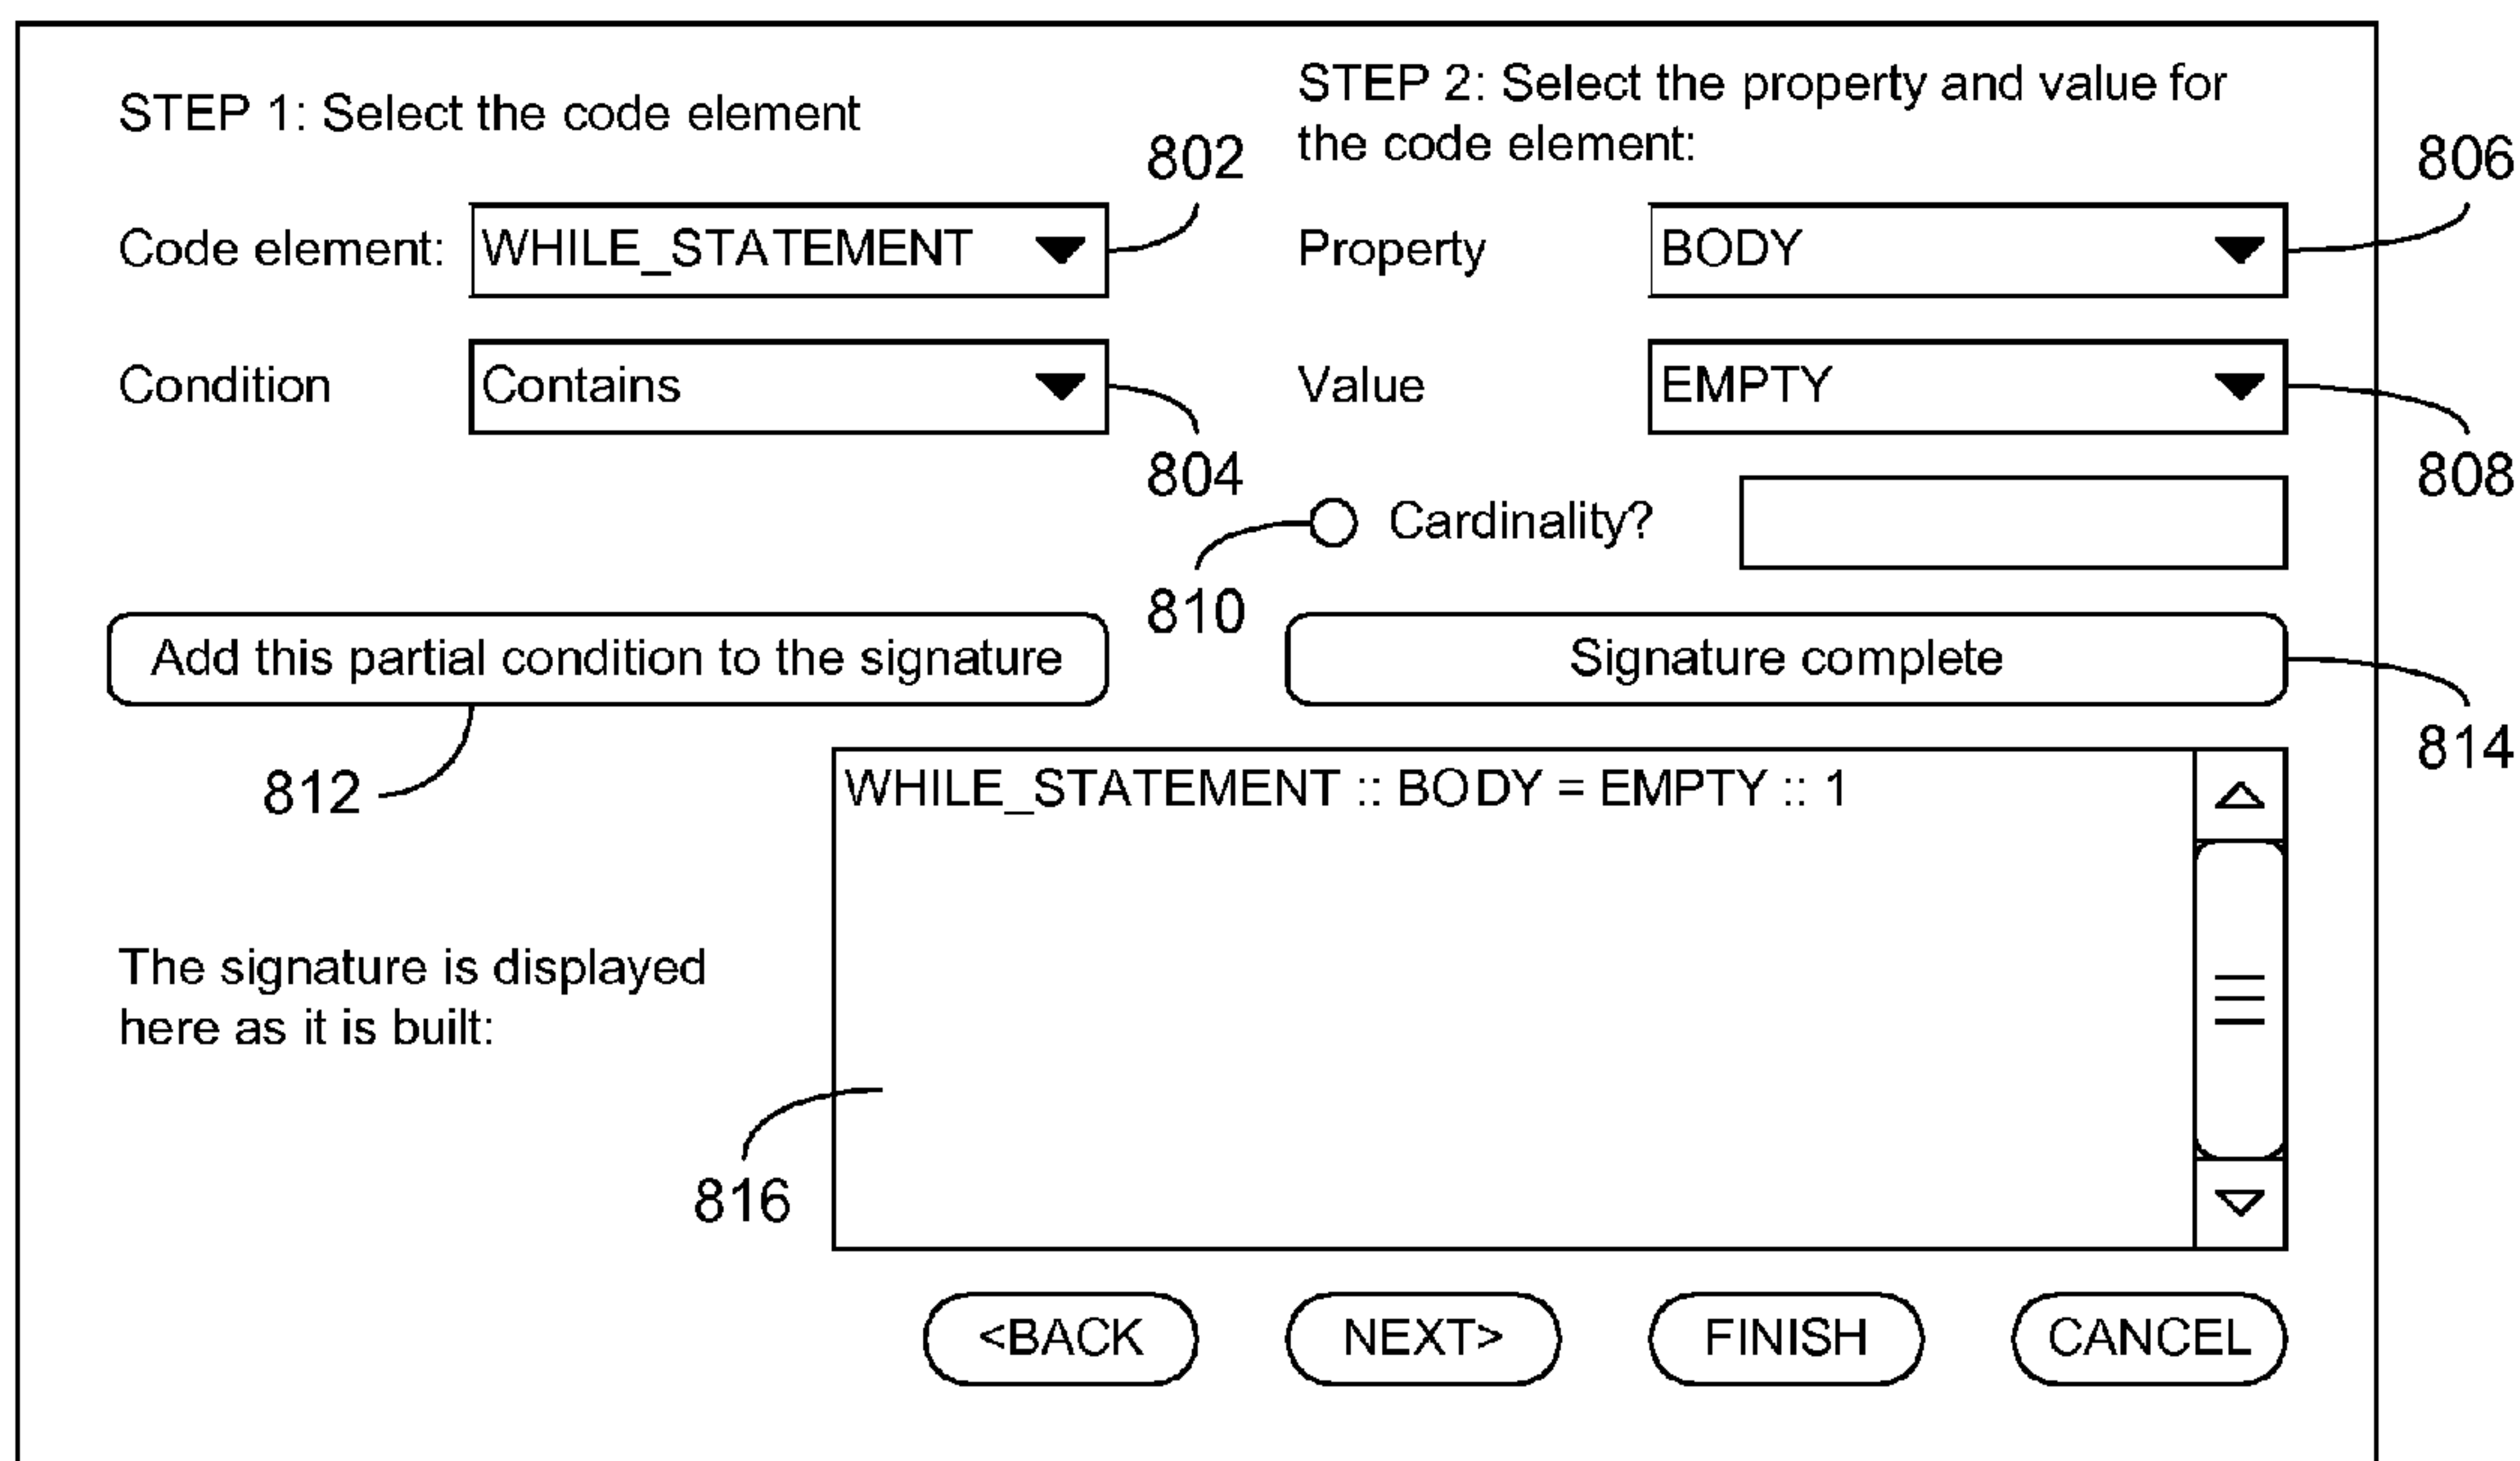 STEP 1: Select the code element
STEP 2: Select the property and value for
the code element:
802
806
Code element:
WHILE_STATEMENT
Property
BODY
Condition
Contains
Value
EMPTY
804
808
Cardinality?
810
Add this partial condition to the signature
Signature complete
812
814
WHILE_STATEMENT :: BODY = EMPTY :: 1
The signature is displayed
here as it is built:
816
<BACK
NEXT>
FINISH
CANCEL